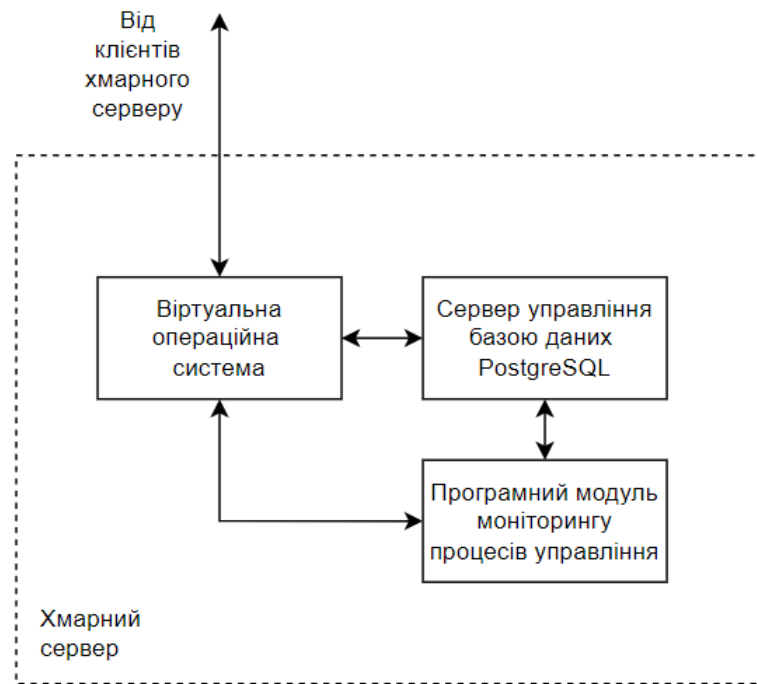 Від
клієнтів
хмарного
серверу
Віртуальна
операційна
система
Сервер управління
базою даних
PostgreSQL
Програмний модуль
моніторингу
процесів управління
Хмарний
сервер